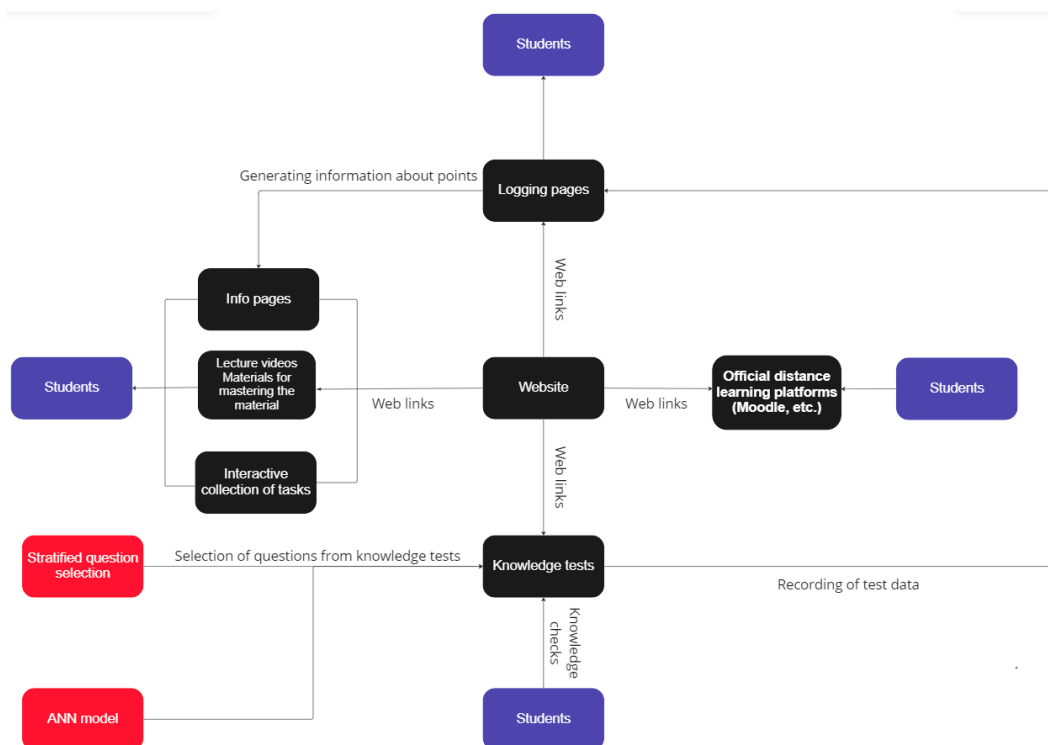 Students
Logging pages
Generating information about points
Web links
Info pages
Lecture videos
Materials for
mastering the
material
Interactive
collection of tasks
Students
Web links
Website
Web links
Official distance
learning platforms
(Moodle, etc.)
Students
Web links
Stratified question
selection
Selection of questions from knowledge tests
Knowledge tests
Recording of test data
Knowledge
checks
ANN model
Students